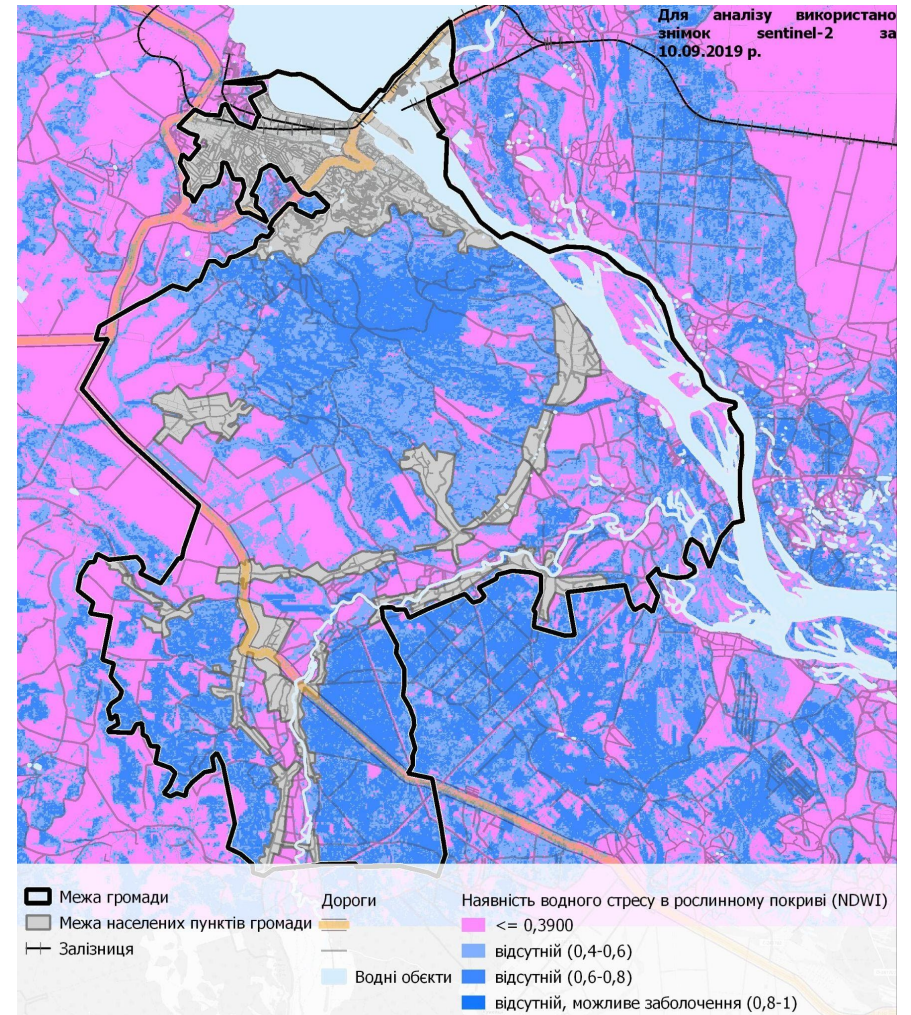 Для аналізу використано
знімок sentinel-2 за
10.09.2019 р.
Межа громади
Межа населених пунктів громади
Залізниця
Дороги
Водні обєкти
Наявність водного стресу в рослинному покриві (NDWI)
<= 0,3900
відсутній (0,4-0,6)
відсутній (0,6-0,8)
відсутній, можливе заболочення (0,8-1)